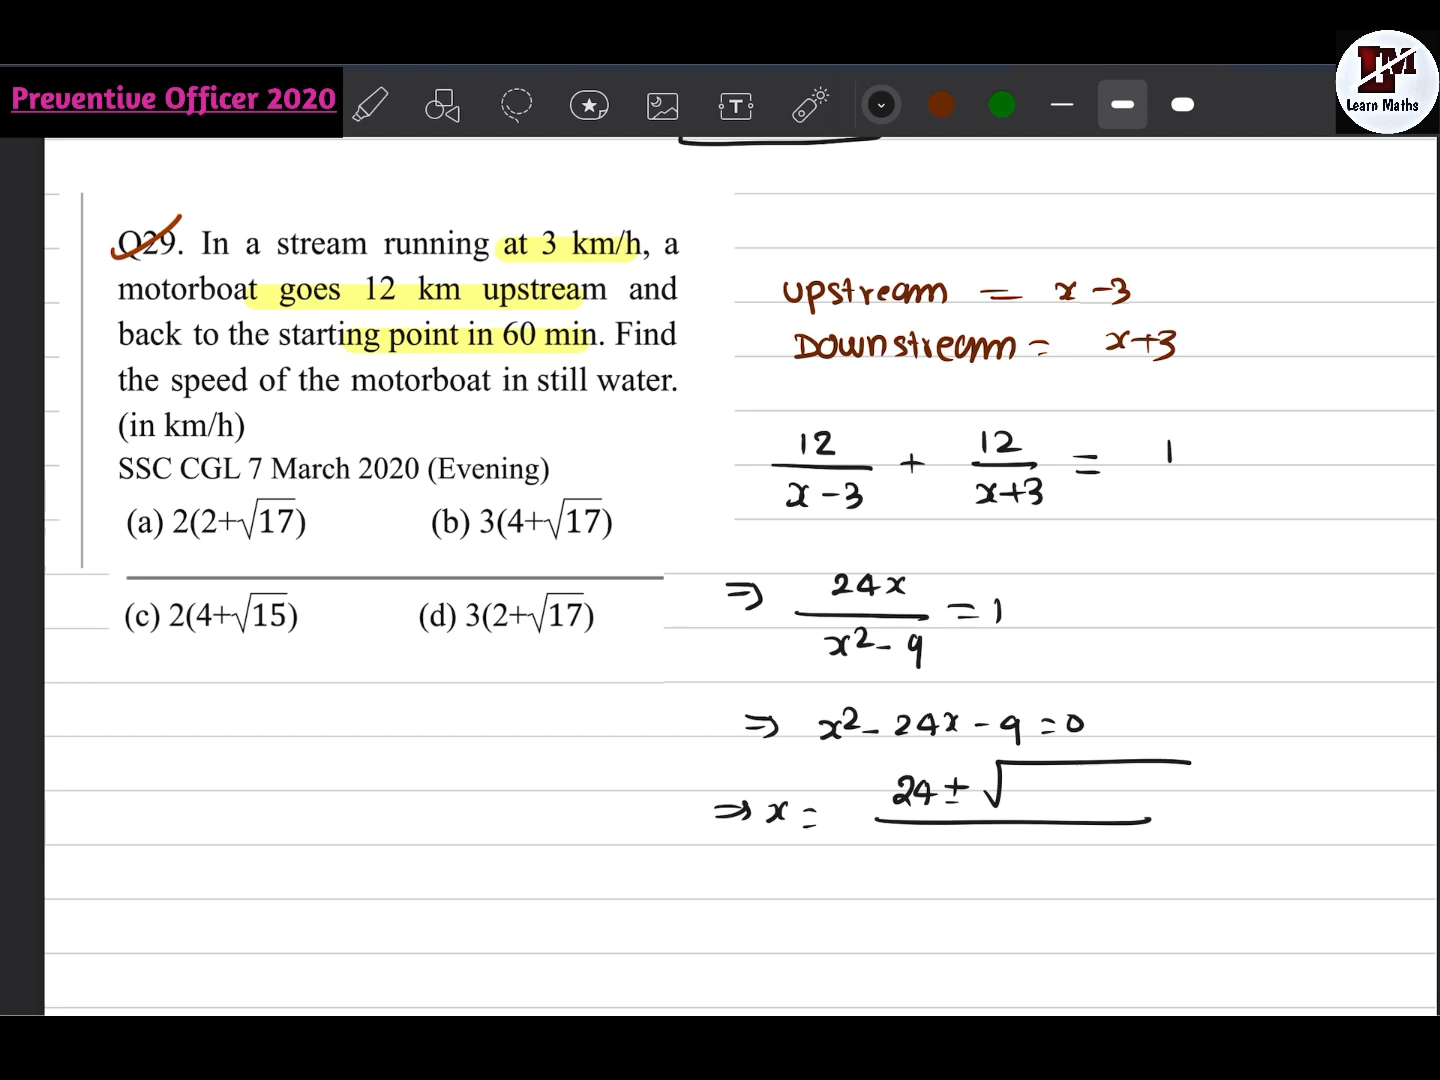 Preventive Officer 2020
LM
Learn Maths
Q29. In a stream running at 3 km/h, a
motorboat goes 12 km upstream and
back to the starting point in 60 min. Find
the speed of the motorboat in still water.
(in km/h)
SSC CGL 7 March 2020 (Evening)
(a) 2(2+√17) (b) 3(4+√17)
(c) 2(4+√15) (d) 3(2+√17)
Upstream = x-3
Downstream = x+3
12/(x-3) + 12/(x+3) = 1
⇒ 24x/(x²-9) = 1
⇒ x² - 24x - 9 = 0
⇒ x = 24 ± √